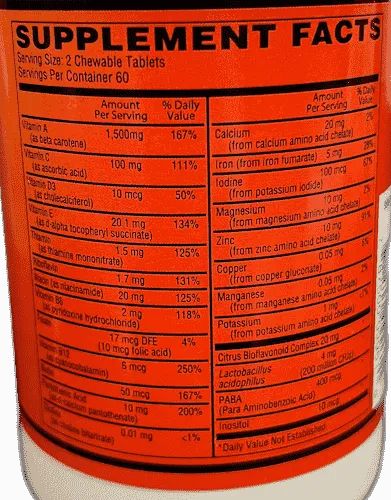 SUPPLEMENT FACTS
Serving Size: 2 Chewable Tablets
Servings Per Container 60
Amount Per Serving % Daily Value
Vitamin A 1,500mg 167%
(as beta carotene)
Vitamin C 100 mg 111%
(as ascorbic acid)
Vitamin D3 10 mcg 50%
(as cholecalciferol)
Vitamin E 20.1 mg 134%
(as d-alpha tocopheryl succinate)
Thiamin 1.5 mg 125%
(as thiamine mononitrate)
Riboflavin 1.7 mg 131%
Niacin (as niacinamide) 20 mg 125%
Vitamin B6 2 mg 118%
(as pyridoxine hydrochloride)
17 mcg DFE 4%
(10 mcg folic acid)
Vitamin B12 6 mcg 250%
(as cyanocobalamin)
50 mcg 167%
Pantothenic Acid 10 mg 200%
(as d-calcium pantothenate)
0.01 mg <1%
(as choline bitartrate)
Amount Per Serving % Daily Value
Calcium 20 mg 2%
(from calcium amino acid chelate)
Iron (from iron fumarate) 5 mg 28%
Iodine 100 mcg 67%
(from potassium iodide)
Magnesium 10 mg 2%
(from magnesium amino acid chelate)
Zinc 10 mg 91%
(from zinc amino acid chelate)
Copper 0.05 mg 6%
(from copper gluconate)
Manganese 0.05 mg 2%
(from manganese amino acid chelate)
Potassium 1 mg <1%
(from potassium amino acid chelate)
Citrus Bioflavonoid Complex 20 mg
Lactobacillus 4 mg
acidophilus (200 million CFUs)
PABA 400 mcg
(Para Aminobenzoic Acid)
Inositol 10 mcg
*Daily Value Not Established.